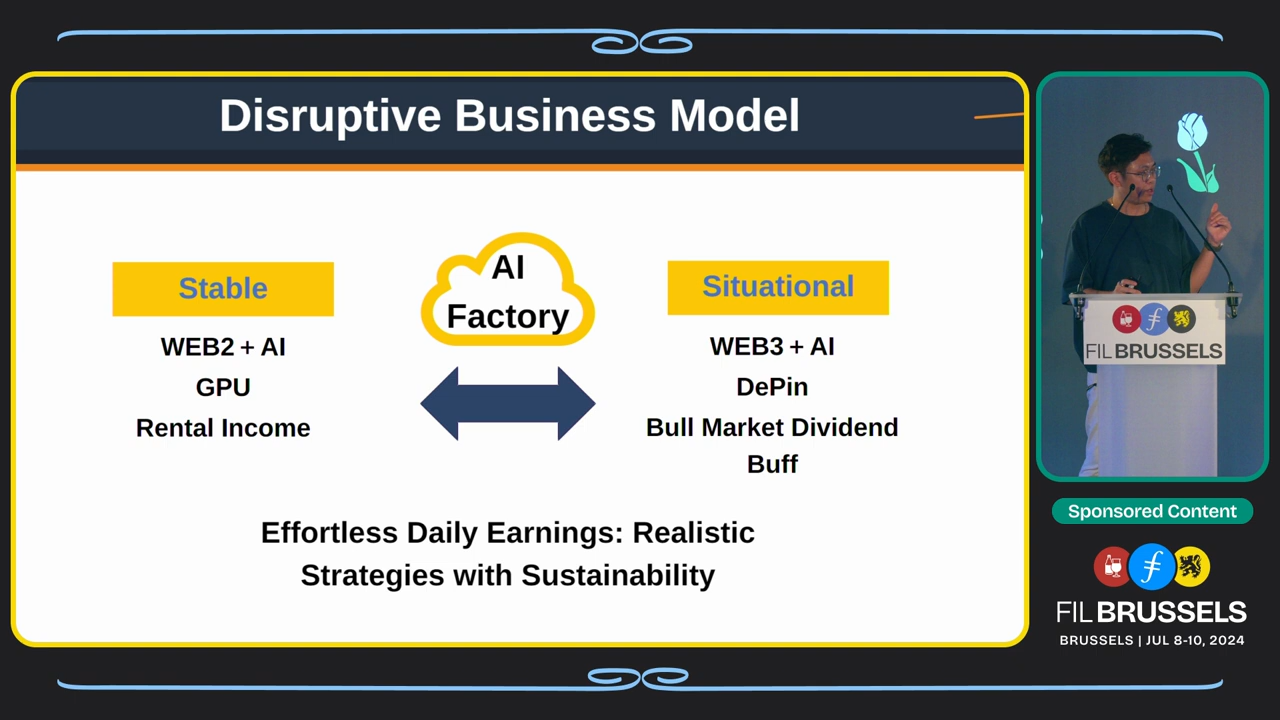 Disruptive Business Model
Stable
WEB2 + AI
GPU
Rental Income
AI
Factory
Situational
WEB3 + AI
DePin
Bull Market Dividend
Buff
Effortless Daily Earnings: Realistic
Strategies with Sustainability
FIL BRUSSELS
Sponsored Content
FIL BRUSSELS
BRUSSELS | JUL 8-10, 2024